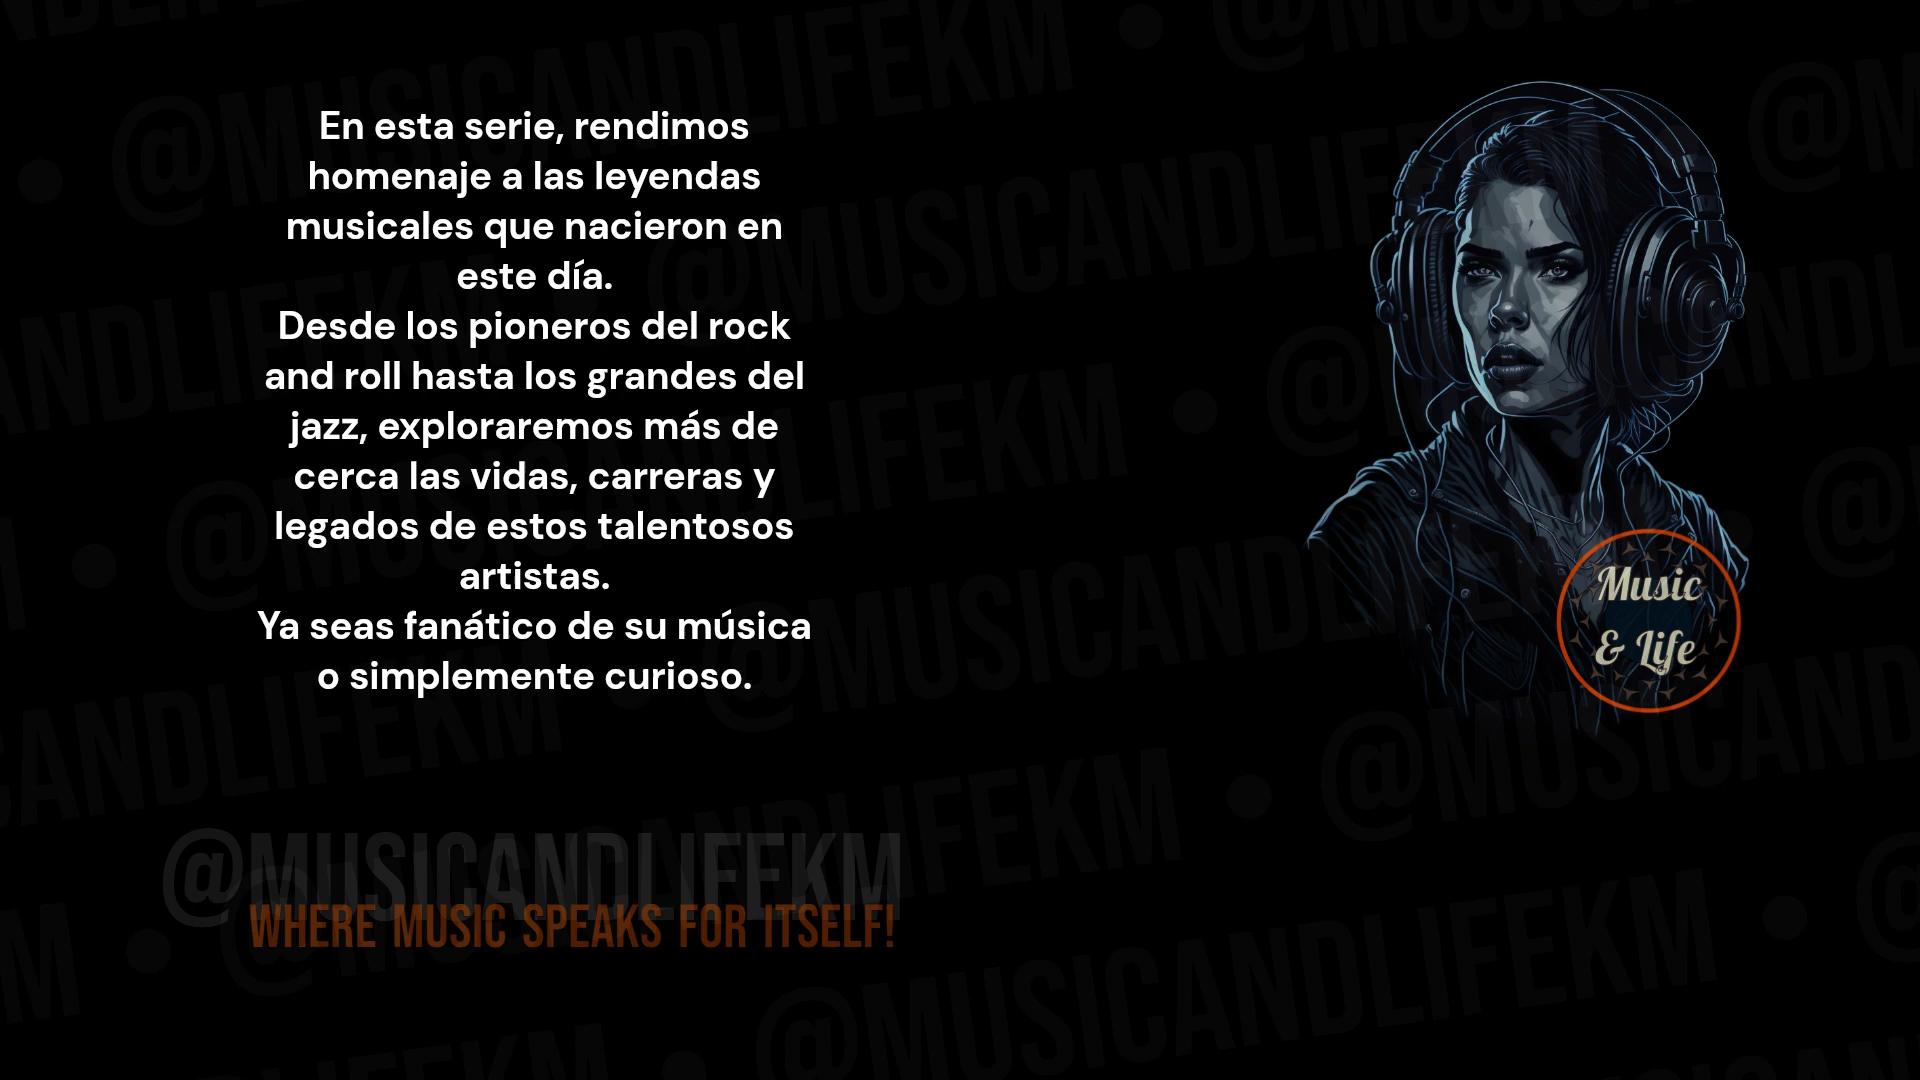 En esta serie, rendimos
homenaje a las leyendas
musicales que nacieron en
este día.
Desde los pioneros del rock
and roll hasta los grandes del
jazz, exploraremos más de
cerca las vidas, carreras y
legados de estos talentosos
artistas.
Ya seas fanático de su música
o simplemente curioso.
Music
& Life
@MUSICANDLIFEKM
WHERE MUSIC SPEAKS FOR ITSELF!